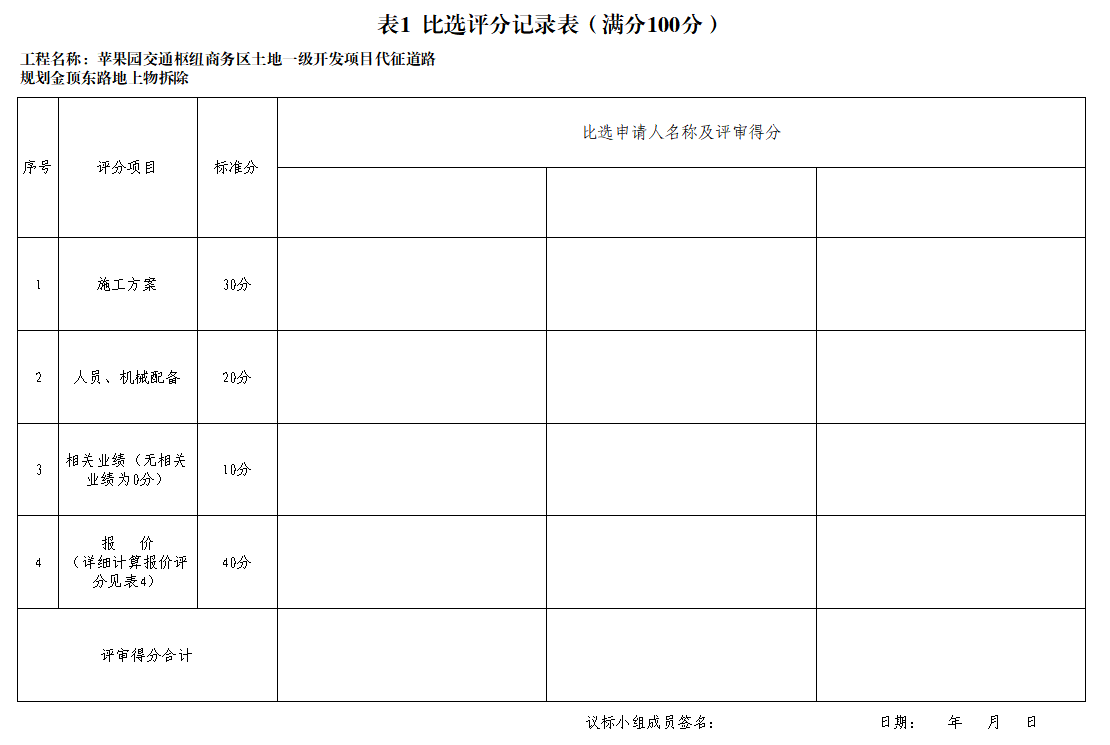 表1 比选评分记录表（满分100分）
工程名称：苹果园交通枢纽商务区土地一级开发项目代征道路
规划金顶东路地上物拆除
序号 评分项目 标准分 比选申请人名称及评审得分
1 施工方案 30分
2 人员、机械配备 20分
3 相关业绩（无相关
业绩为0分） 10分
4 报 价
（详细计算报价评
分见表4） 40分
评审得分合计
议标小组成员签名： 日期： 年 月 日